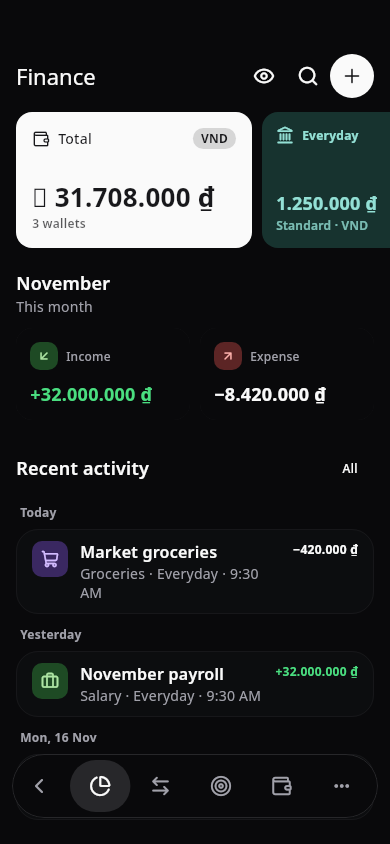 Finance
Total
VND
31.708.000 ₫
3 wallets
Everyday
1.250.000 ₫
Standard · VND
November
This month
Income
+32.000.000 ₫
Expense
−8.420.000 ₫
Recent activity
All
Today
Market groceries
−420.000 ₫
Groceries · Everyday · 9:30
AM
Yesterday
November payroll
+32.000.000 ₫
Salary · Everyday · 9:30 AM
Mon, 16 Nov